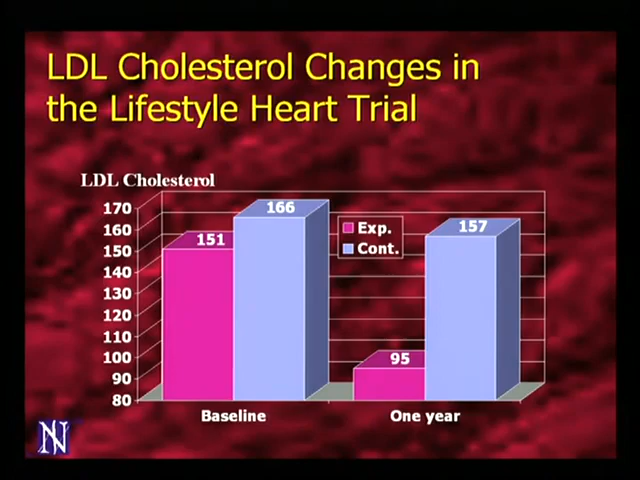 LDL Cholesterol Changes in
the Lifestyle Heart Trial
LDL Cholesterol
170
160
150
140
130
120
110
100
90
80
151
166
95
157
Exp.
Cont.
Baseline
One year
N